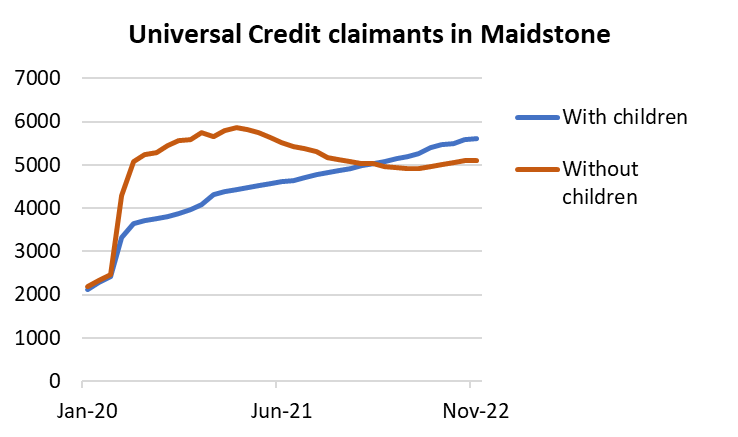 Universal Credit claimants in Maidstone
7000
6000
5000
4000
3000
2000
1000
0
Jan-20
Jun-21
Nov-22
With children
Without
children